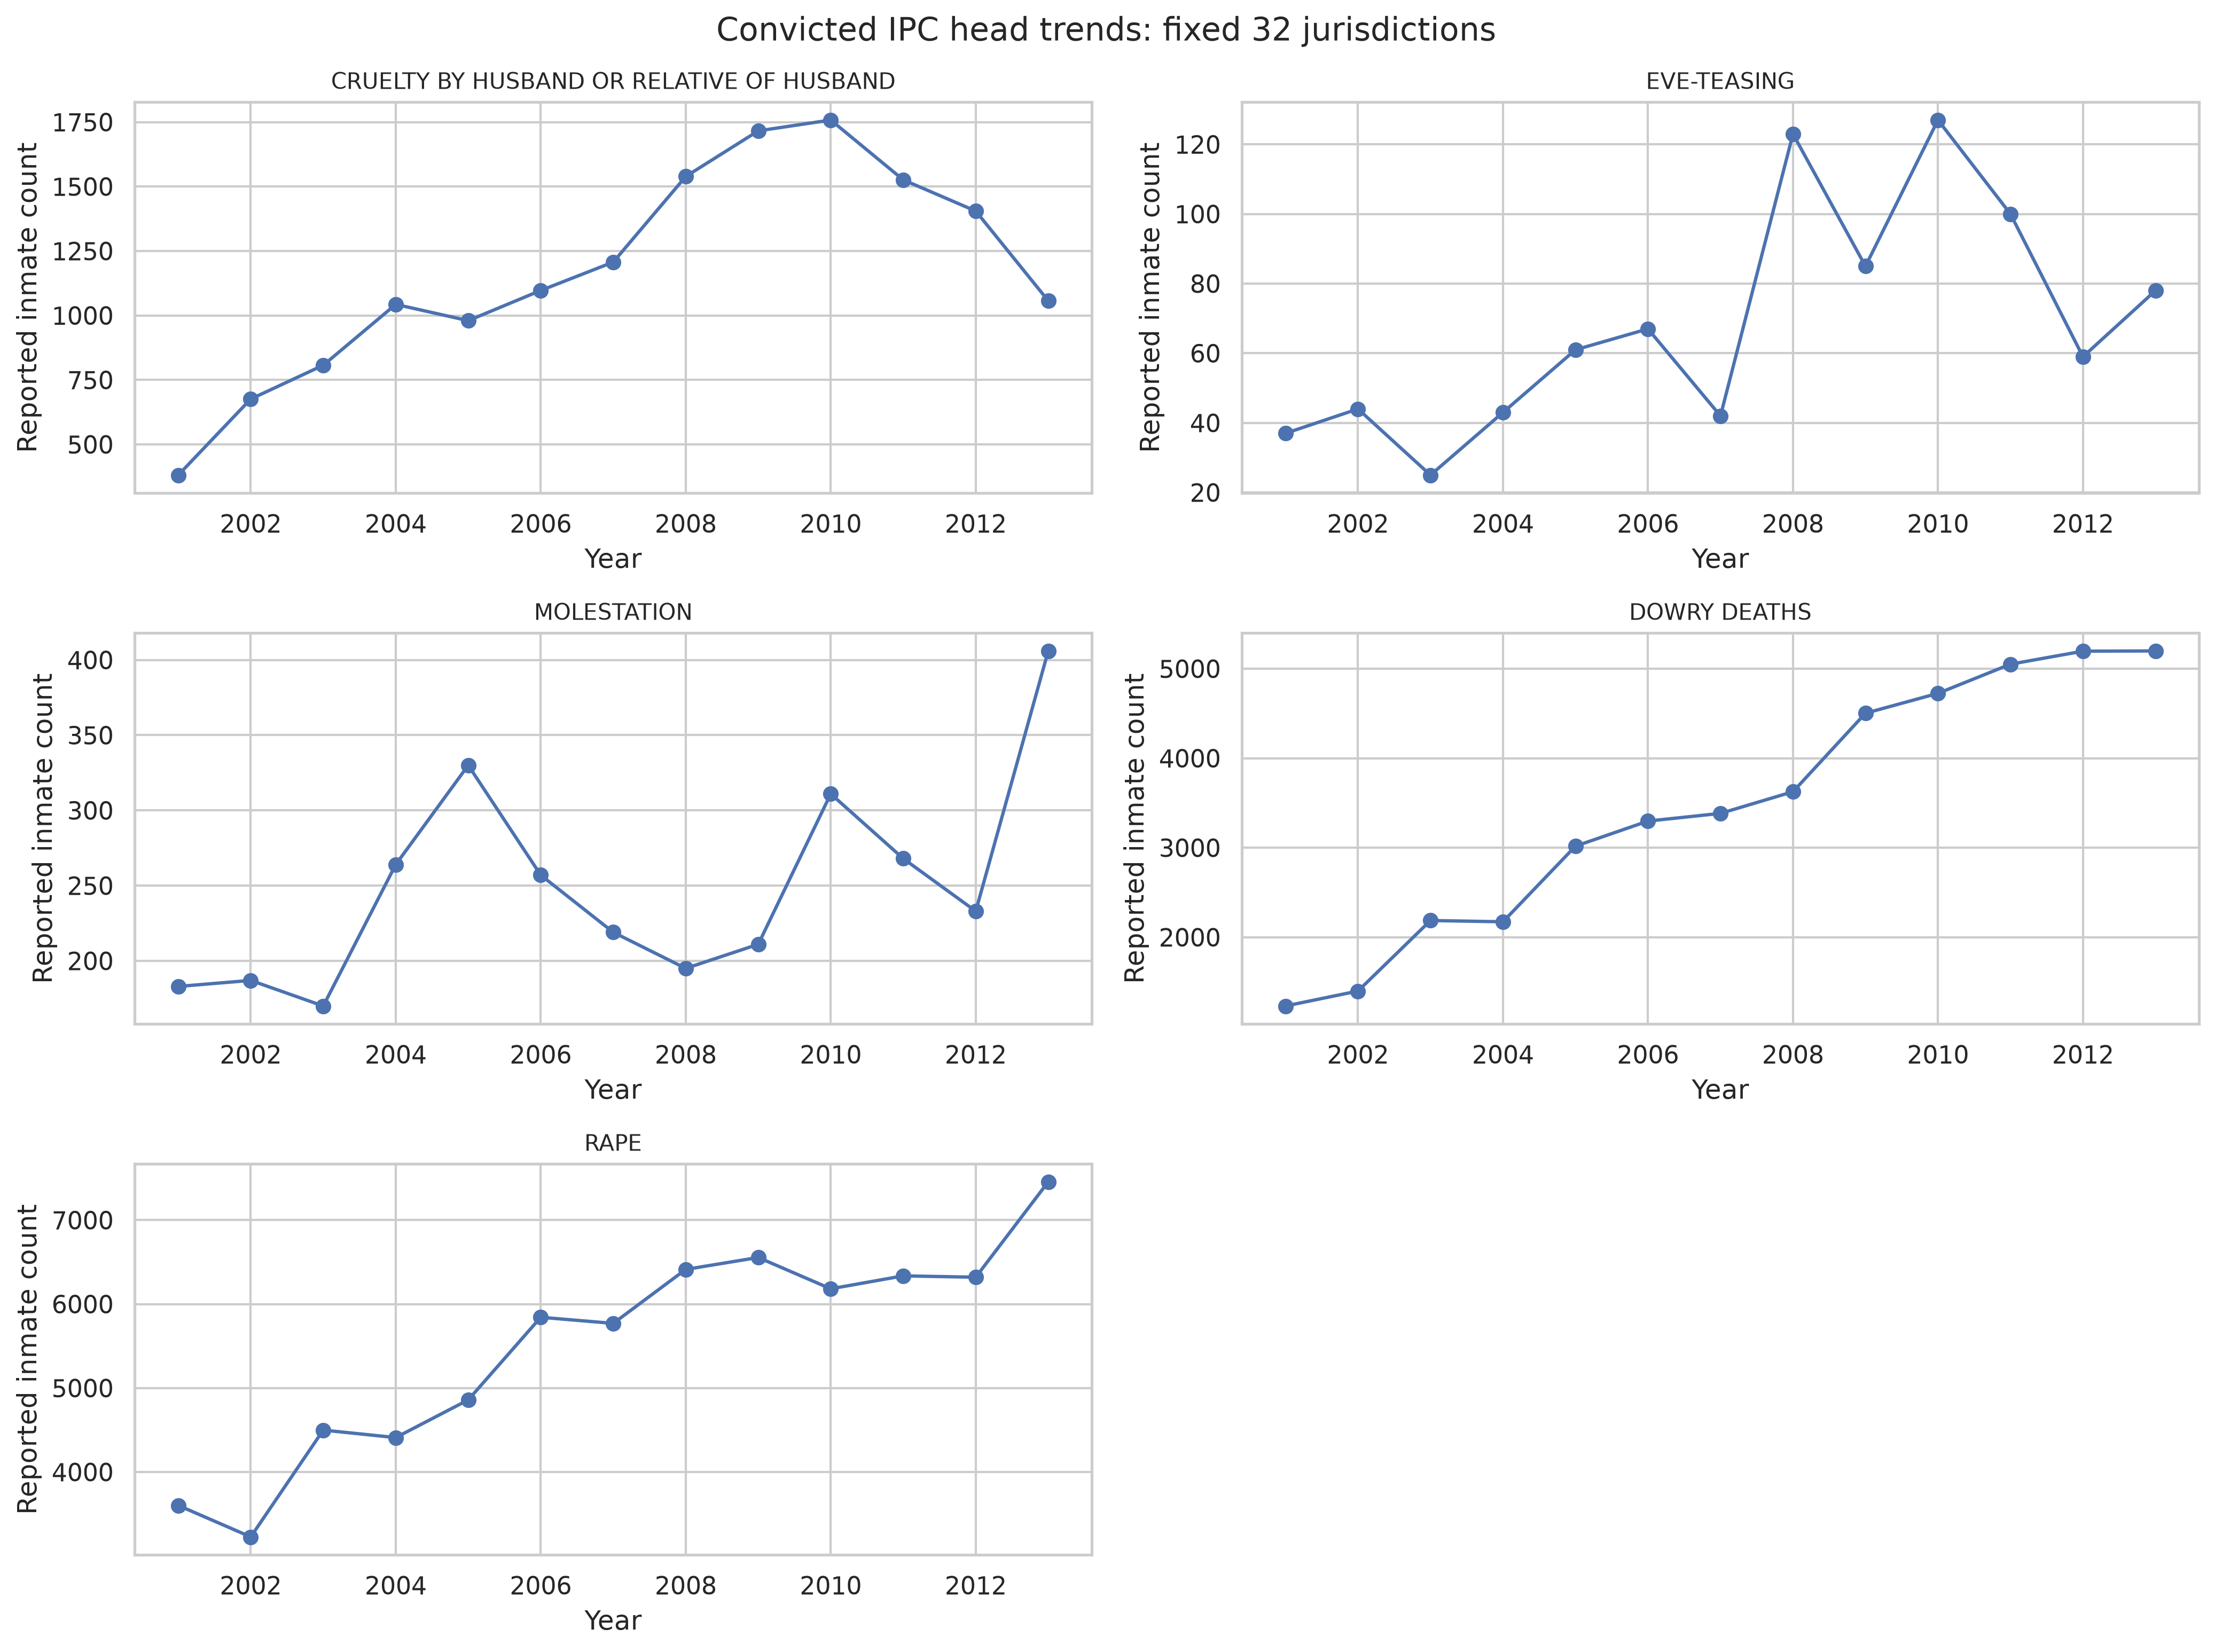 Convicted IPC head trends: fixed 32 jurisdictions
CRUELTY BY HUSBAND OR RELATIVE OF HUSBAND
Reported inmate count
1750
1500
1250
1000
750
500
2002 2004 2006 2008 2010 2012
Year
EVE-TEASING
Reported inmate count
120
100
80
60
40
20
2002 2004 2006 2008 2010 2012
Year
MOLESTATION
Reported inmate count
400
350
300
250
200
2002 2004 2006 2008 2010 2012
Year
DOWRY DEATHS
Reported inmate count
5000
4000
3000
2000
2002 2004 2006 2008 2010 2012
Year
RAPE
Reported inmate count
7000
6000
5000
4000
2002 2004 2006 2008 2010 2012
Year